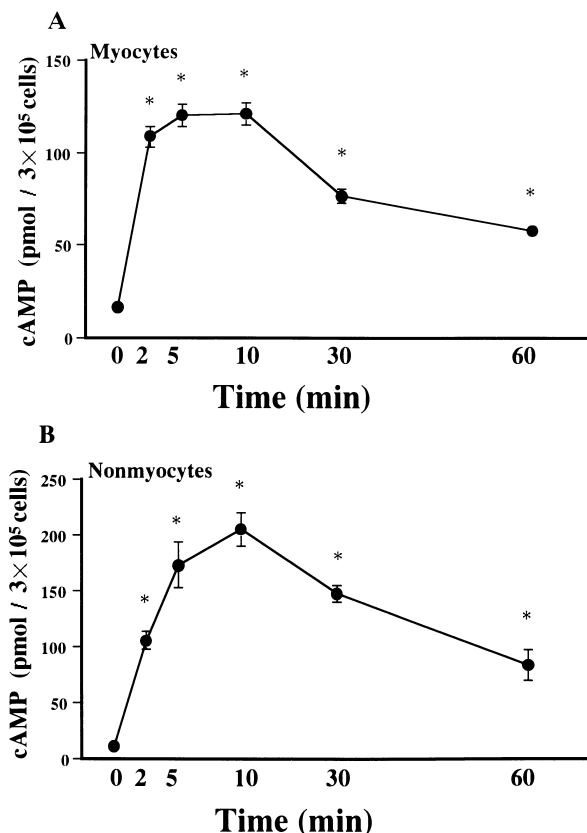 A
Myocytes
150
100
50
0
cAMP (pmol / 3×10⁵ cells)
* * * * *
0 2 5 10 30 60
Time (min)
B
Nonmyocytes
250
200
150
100
50
0
cAMP (pmol / 3×10⁵ cells)
* * * * *
0 2 5 10 30 60
Time (min)